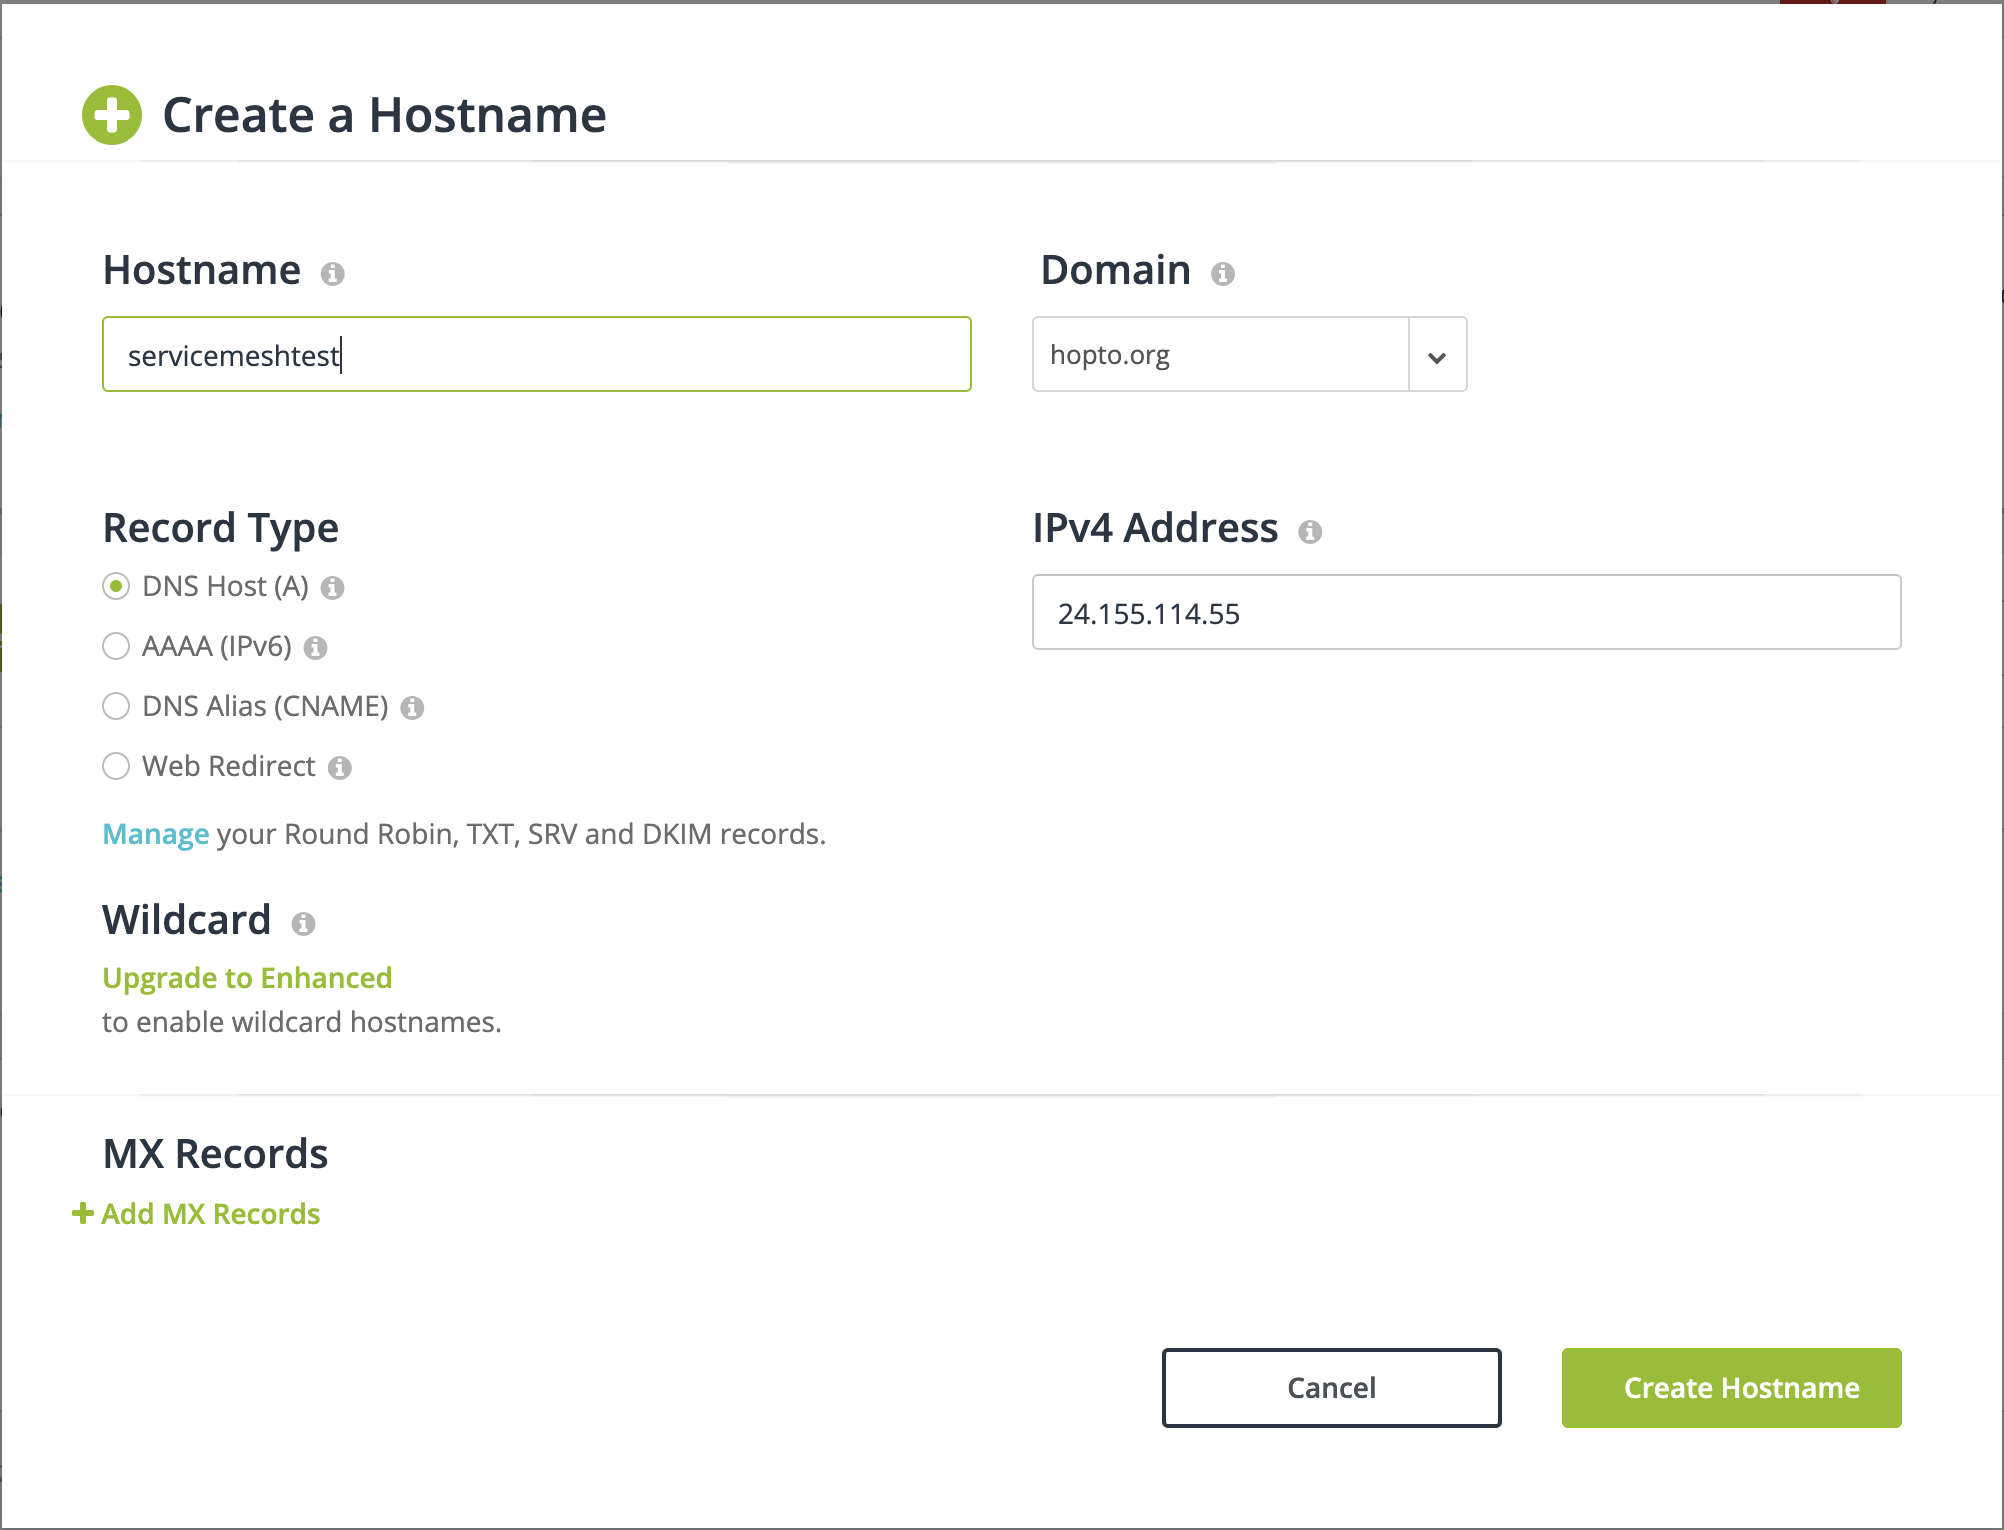 Create a Hostname
Hostname
Domain
servicemeshtest
hopto.org
Record Type
IPv4 Address
DNS Host (A)
24.155.114.55
AAAA (IPv6)
DNS Alias (CNAME)
Web Redirect
Manage your Round Robin, TXT, SRV and DKIM records.
Wildcard
Upgrade to Enhanced
to enable wildcard hostnames.
MX Records
Add MX Records
Cancel
Create Hostname